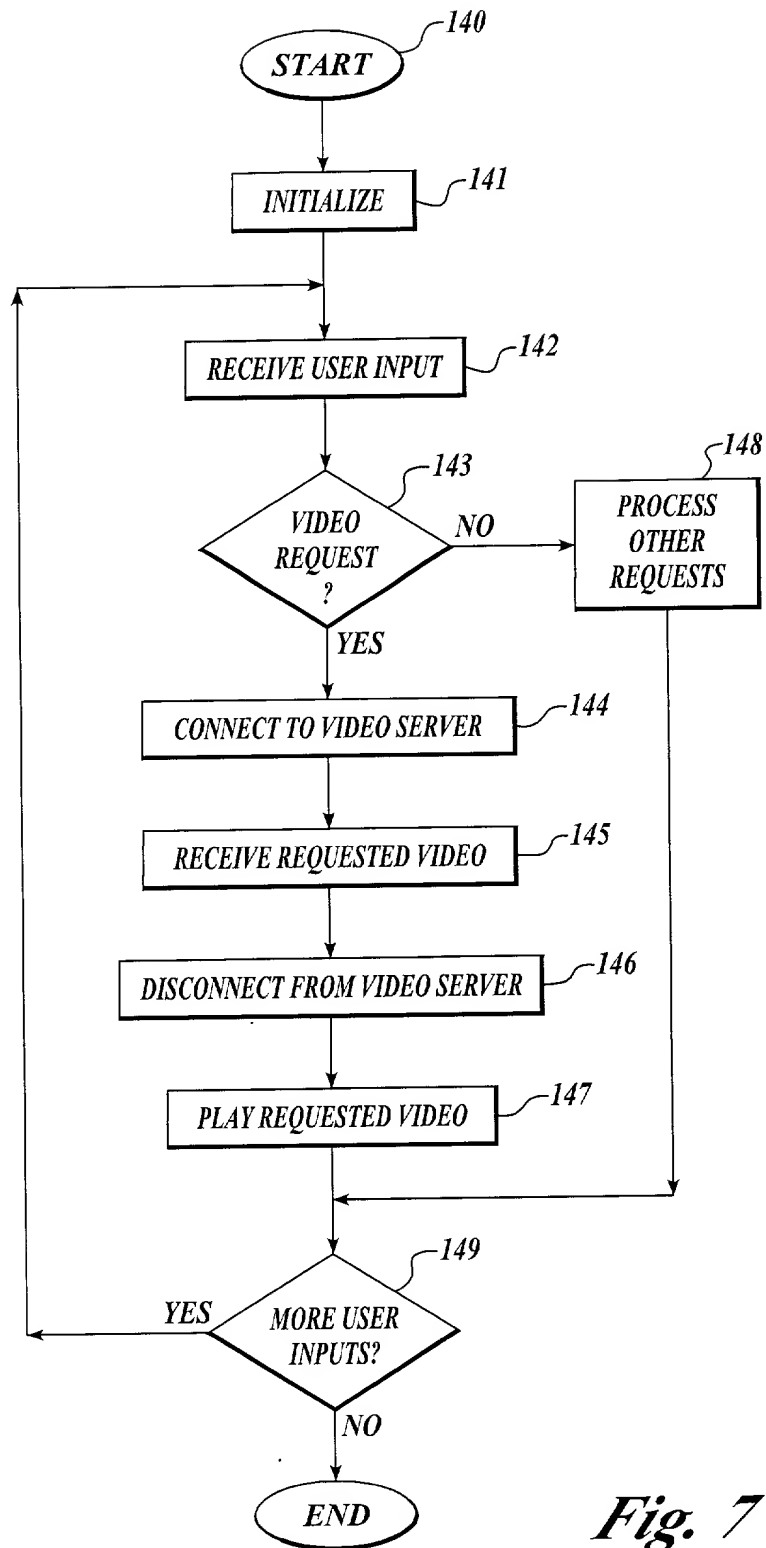 140
START
141
INITIALIZE
142
RECEIVE USER INPUT
143
148
VIDEO
REQUEST
?
NO
PROCESS
OTHER
REQUESTS
YES
144
CONNECT TO VIDEO SERVER
145
RECEIVE REQUESTED VIDEO
146
DISCONNECT FROM VIDEO SERVER
147
PLAY REQUESTED VIDEO
149
YES
MORE USER
INPUTS?
NO
END
Fig. 7